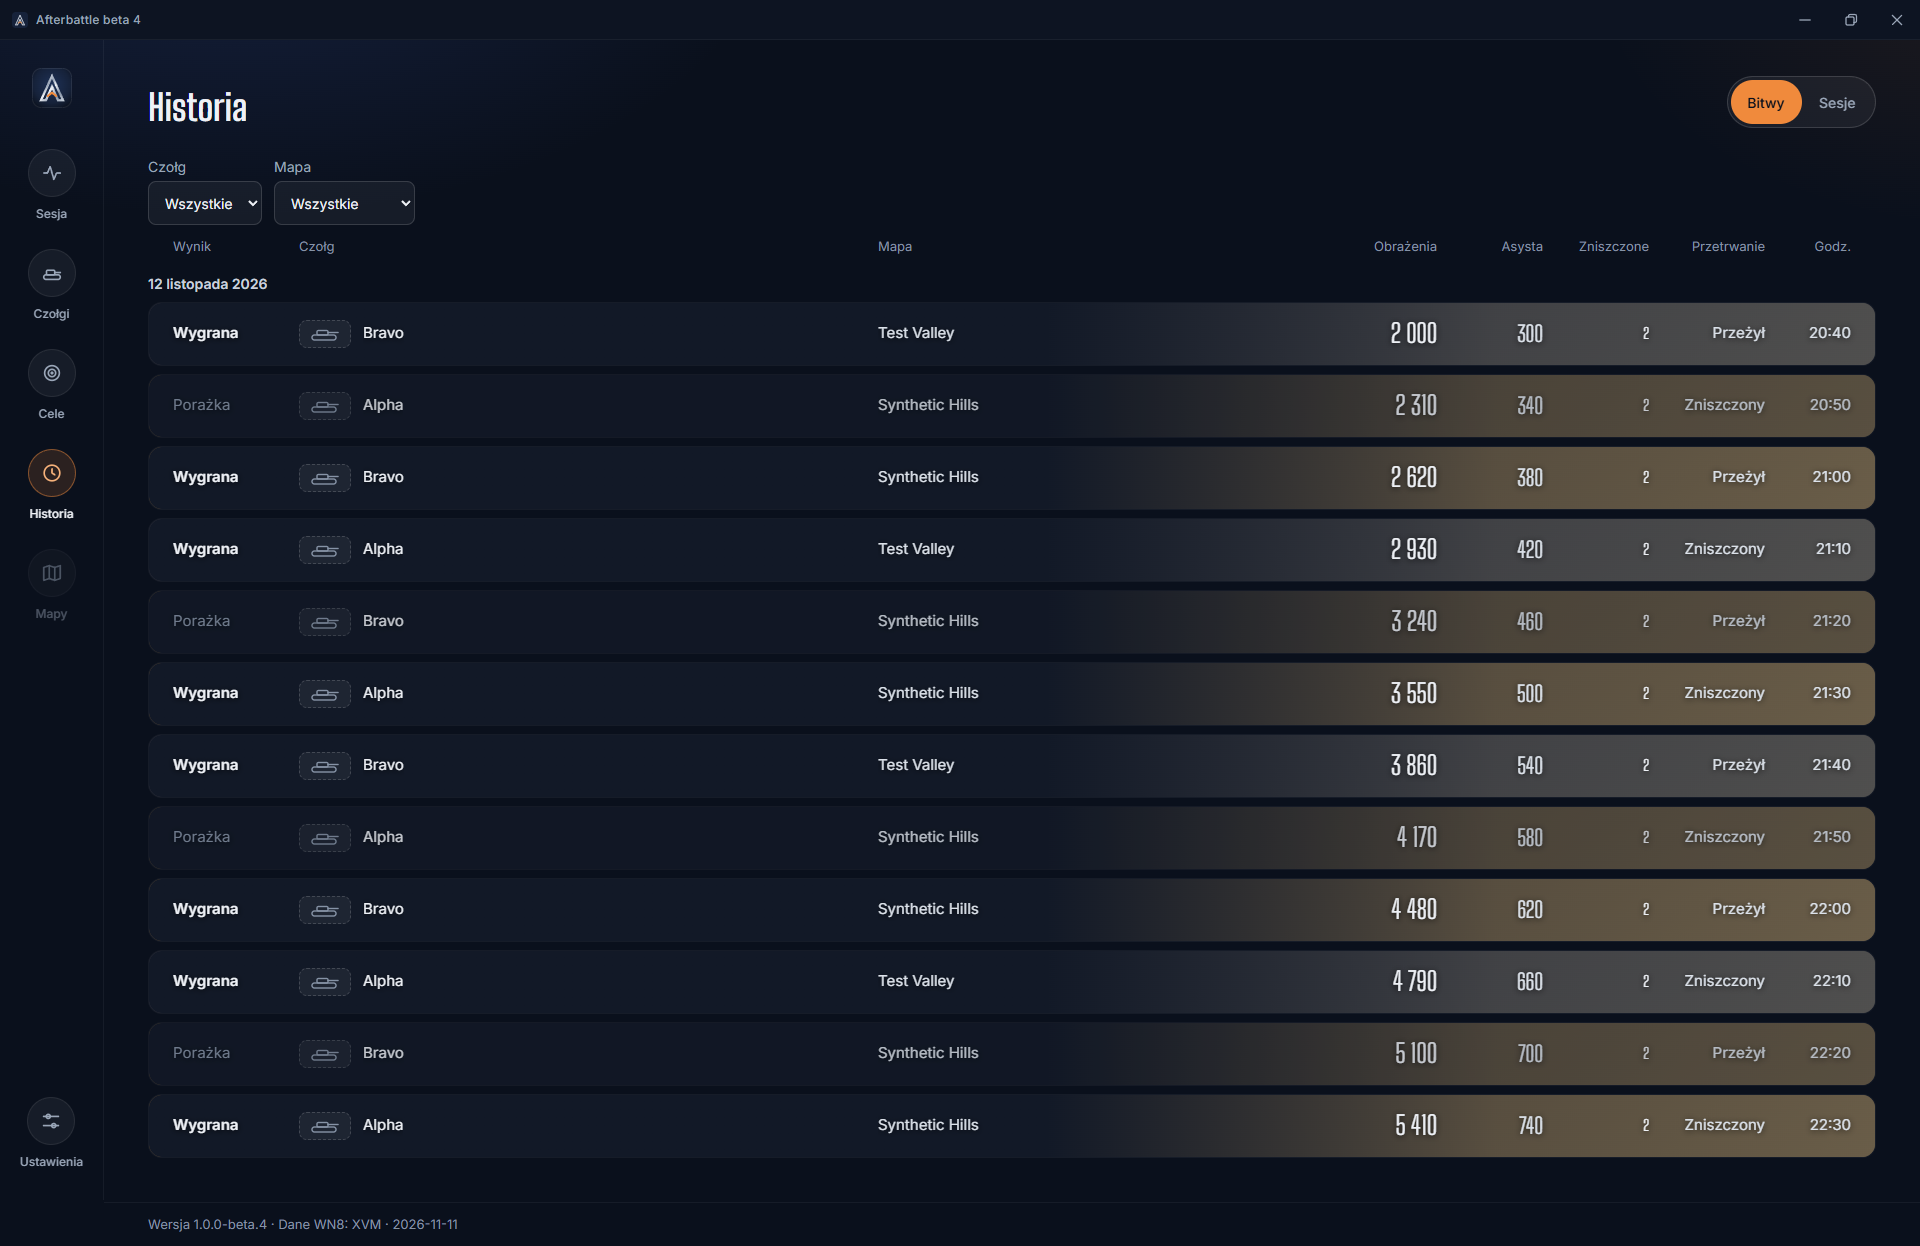 Afterbattle beta 4
Historia
Bitwy Sesje
Sesja
Czołgi
Cele
Historia
Mapy
Ustawienia
Czołg Mapa
Wszystkie Wszystkie
Wynik Czołg Mapa Obrażenia Asysta Zniszczone Przetrwanie Godz.
12 listopada 2026
Wygrana Bravo Test Valley 2 000 300 2 Przeżył 20:40
Porażka Alpha Synthetic Hills 2 310 340 2 Zniszczony 20:50
Wygrana Bravo Synthetic Hills 2 620 380 2 Przeżył 21:00
Wygrana Alpha Test Valley 2 930 420 2 Zniszczony 21:10
Porażka Bravo Synthetic Hills 3 240 460 2 Przeżył 21:20
Wygrana Alpha Synthetic Hills 3 550 500 2 Zniszczony 21:30
Wygrana Bravo Test Valley 3 860 540 2 Przeżył 21:40
Porażka Alpha Synthetic Hills 4 170 580 2 Zniszczony 21:50
Wygrana Bravo Synthetic Hills 4 480 620 2 Przeżył 22:00
Wygrana Alpha Test Valley 4 790 660 2 Zniszczony 22:10
Porażka Bravo Synthetic Hills 5 100 700 2 Przeżył 22:20
Wygrana Alpha Synthetic Hills 5 410 740 2 Zniszczony 22:30
Wersja 1.0.0-beta.4 · Dane WN8: XVM · 2026-11-11